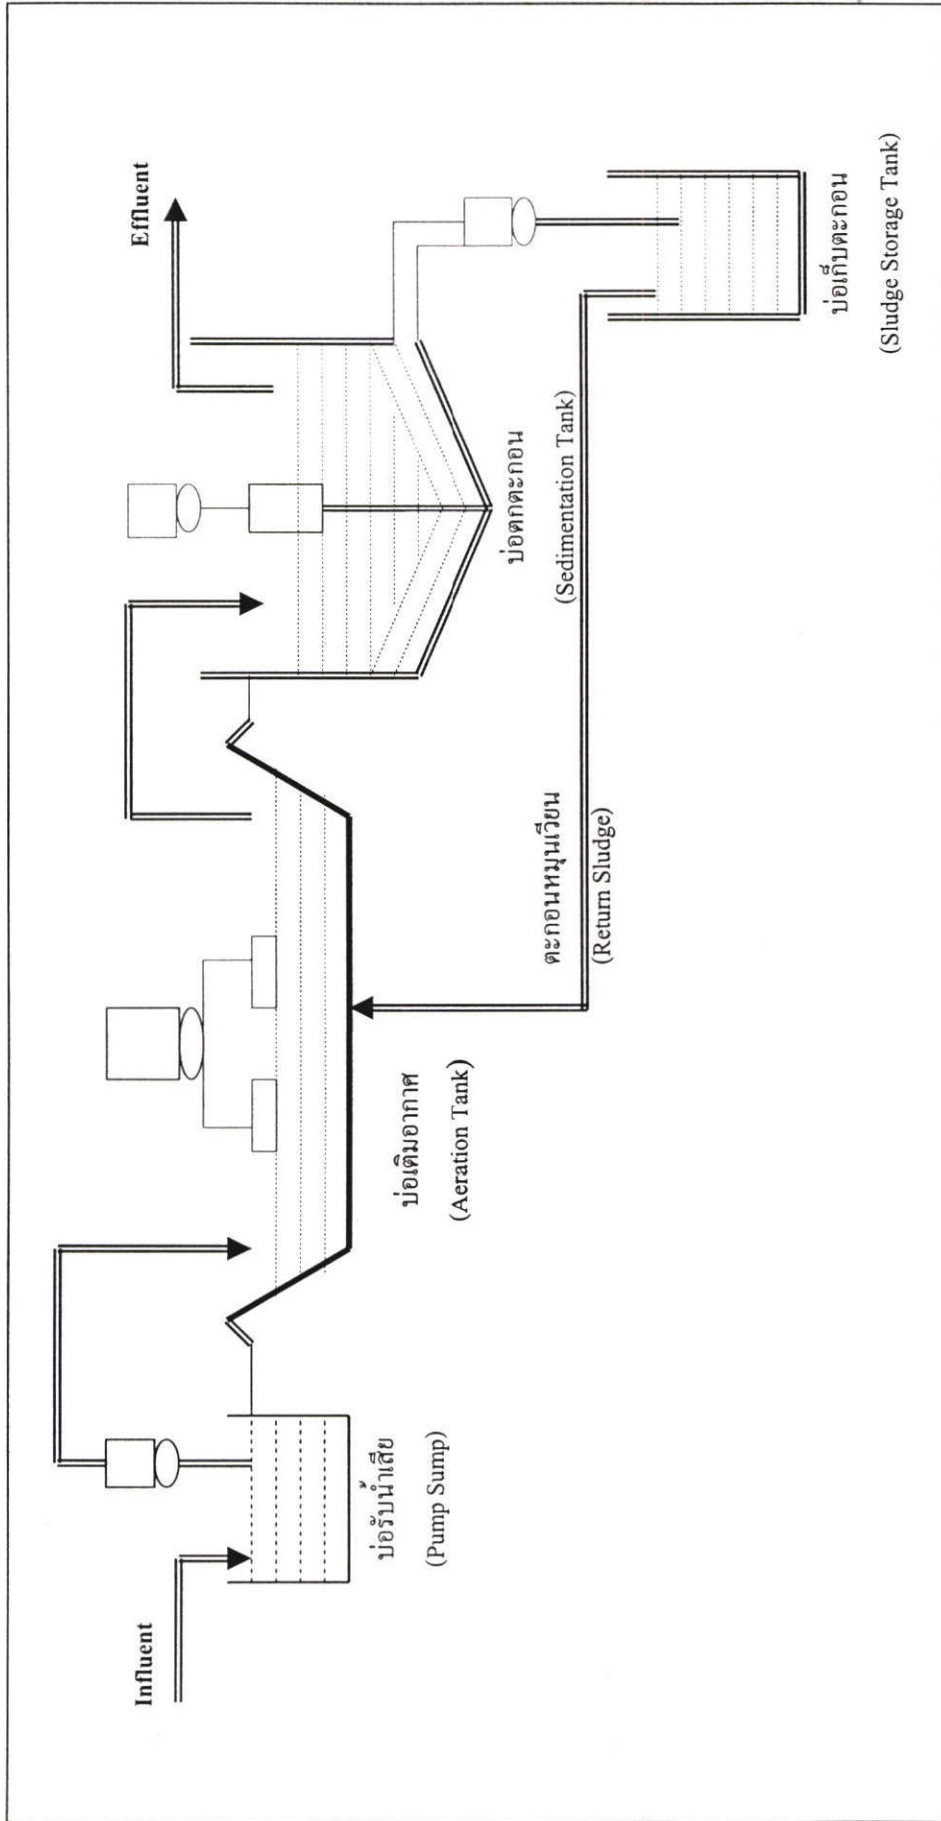 Influent
บ่อรับน้ำเสีย
(Pump Sump)
บ่อเติมอากาศ
(Aeration Tank)
ตะกอนหมุนเวียน
(Return Sludge)
บ่อตกตะกอน
(Sedimentation Tank)
Effluent
บ่อเก็บตะกอน
(Sludge Storage Tank)